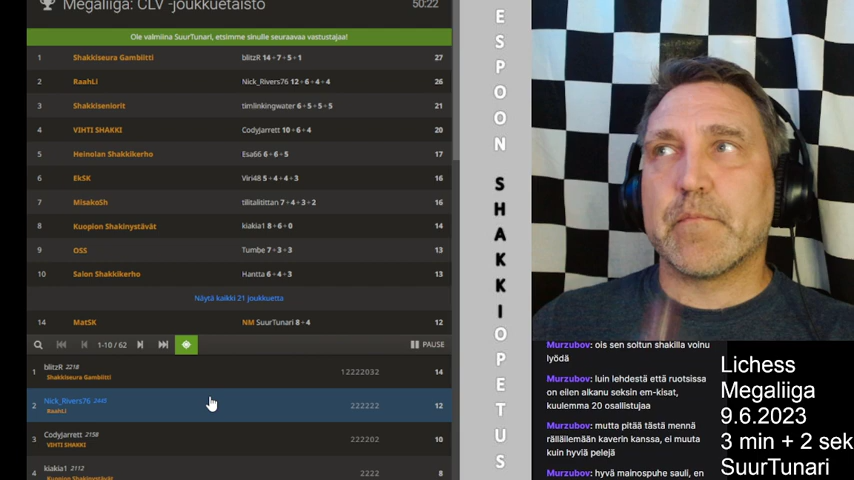 Megaliiga: CLV -joukkuetaisto 50:22
Ole valmiina SuurTunari, etsimme sinulle seuraavaa vastustajaa!
1 Shakkiseura Gambiitti blitzR 14 + 7 + 5 + 1 27
2 RaahLi Nick_Rivers76 12 + 6 + 4 + 4 26
3 Shakkiseniorit timlinkingwater 6 + 5 + 5 + 5 21
4 VIHTI SHAKKI CodyJarrett 10 + 6 + 4 20
5 Heinolan Shakkikerho Esa66 6 + 6 + 5 17
6 EkSK Viri48 5 + 4 + 4 + 3 16
7 MisakoSh tilitalitittan 7 + 4 + 3 + 2 16
8 Kuopion Shakinystävät kiakia1 8 + 6 + 0 14
9 OSS Tumbe 7 + 3 + 3 13
10 Salon Shakkikerho Hantta 6 + 4 + 3 13
Näytä kaikki 21 joukkuetta
14 MatSK NM SuurTunari 8 + 4 12
1-10 / 62 PAUSE
1 blitzR 2218 12222032 14
Shakkiseura Gambiitti
2 Nick_Rivers76 2445 222222 12
RaahLi
3 CodyJarrett 2158 222202 10
VIHTI SHAKKI
4 kiakia1 2112 2222 8
Kuopion Shakinystävät
ESPOON
SHAKKIOPETUS
Murzubov: ois sen soltun shakilla voinu
lyödä
Murzubov: luin lehdestä että ruotsissa
on eilen alkanu seksin em-kisat,
kuulemma 20 osallistujaa
Murzubov: mutta pitää tästä mennä
rälläilemään kaverin kanssa, ei muuta
kuin hyviä pelejä
Murzubov: hyvä mainospuhe sauli, en
Lichess
Megaliiga
9.6.2023
3 min + 2 sek
SuurTunari